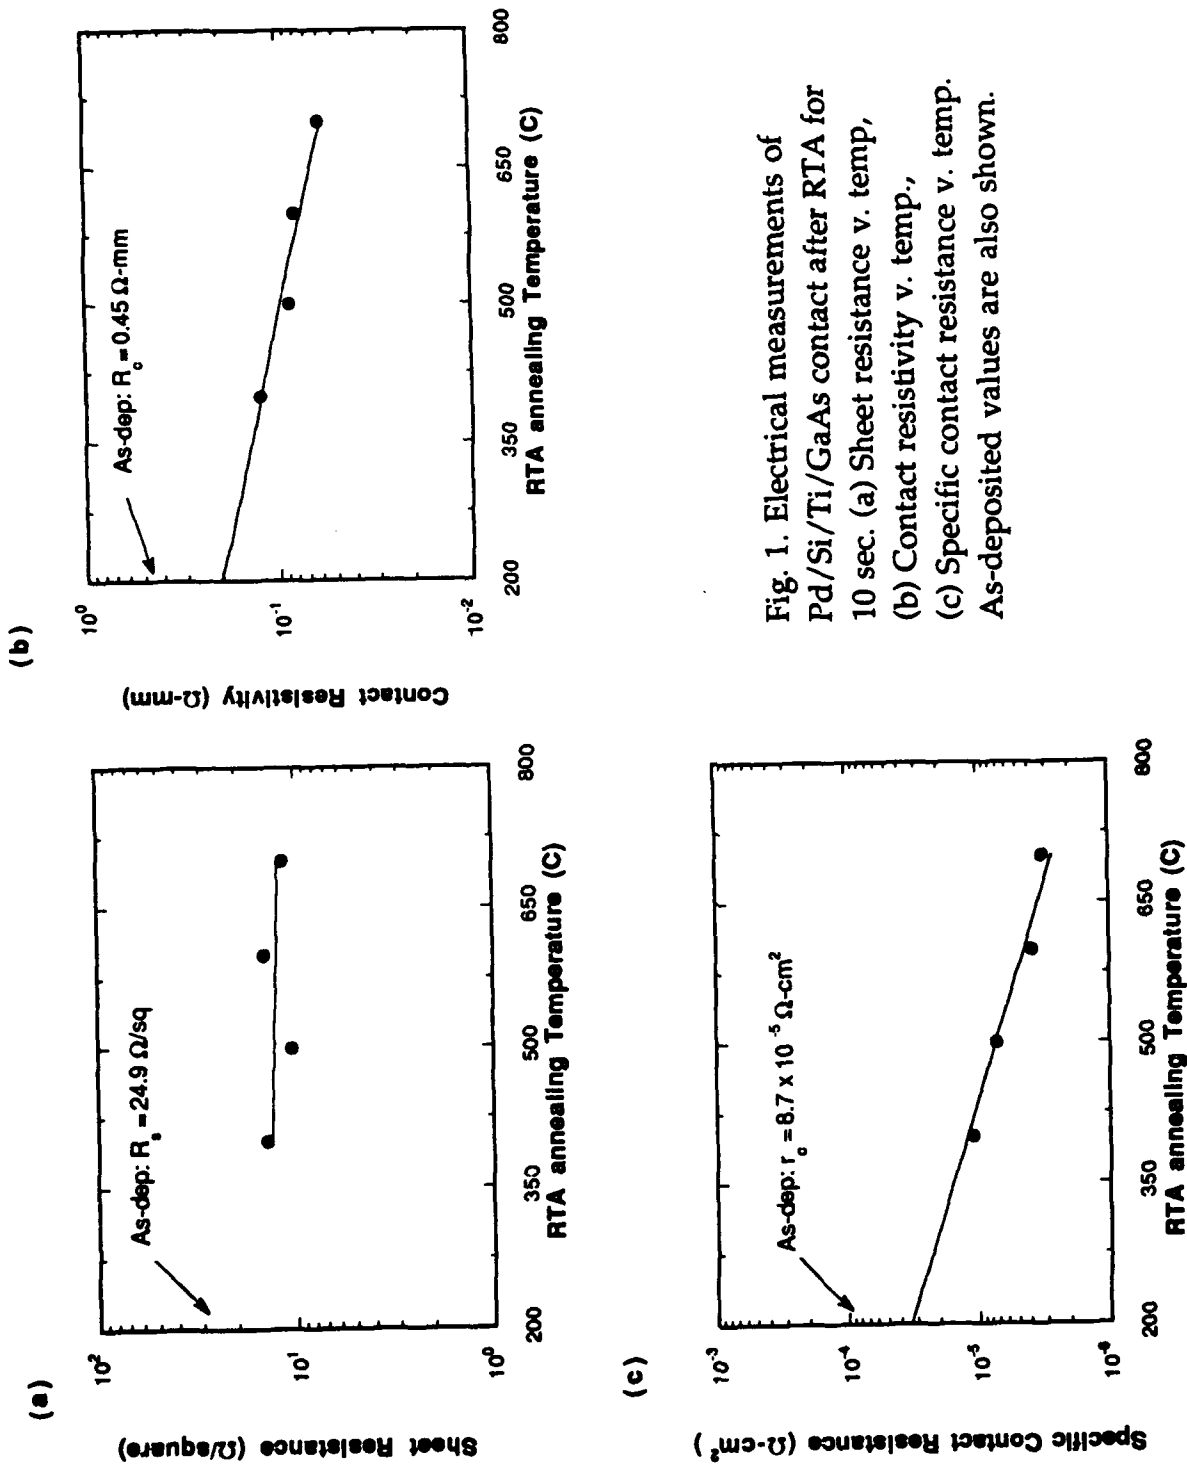 (a)
Sheet Resistance (Ω/square)
10²
10¹
10⁰
As-dep: Rs = 24.9 Ω/sq
200
350
500
650
800
RTA annealing Temperature (C)
(b)
Contact Resistivity (Ω-mm)
10⁰
10⁻¹
10⁻²
As-dep: Rc = 0.45 Ω-mm
200
350
500
650
800
RTA annealing Temperature (C)
(c)
Specific Contact Resistance (Ω-cm²)
10⁻³
10⁻⁴
10⁻⁵
10⁻⁶
As-dep: rc = 8.7 x 10⁻⁵ Ω-cm²
200
350
500
650
800
RTA annealing Temperature (C)
Fig. 1. Electrical measurements of
Pd/Si/Ti/GaAs contact after RTA for
10 sec. (a) Sheet resistance v. temp,
(b) Contact resistivity v. temp.,
(c) Specific contact resistance v. temp.
As-deposited values are also shown.